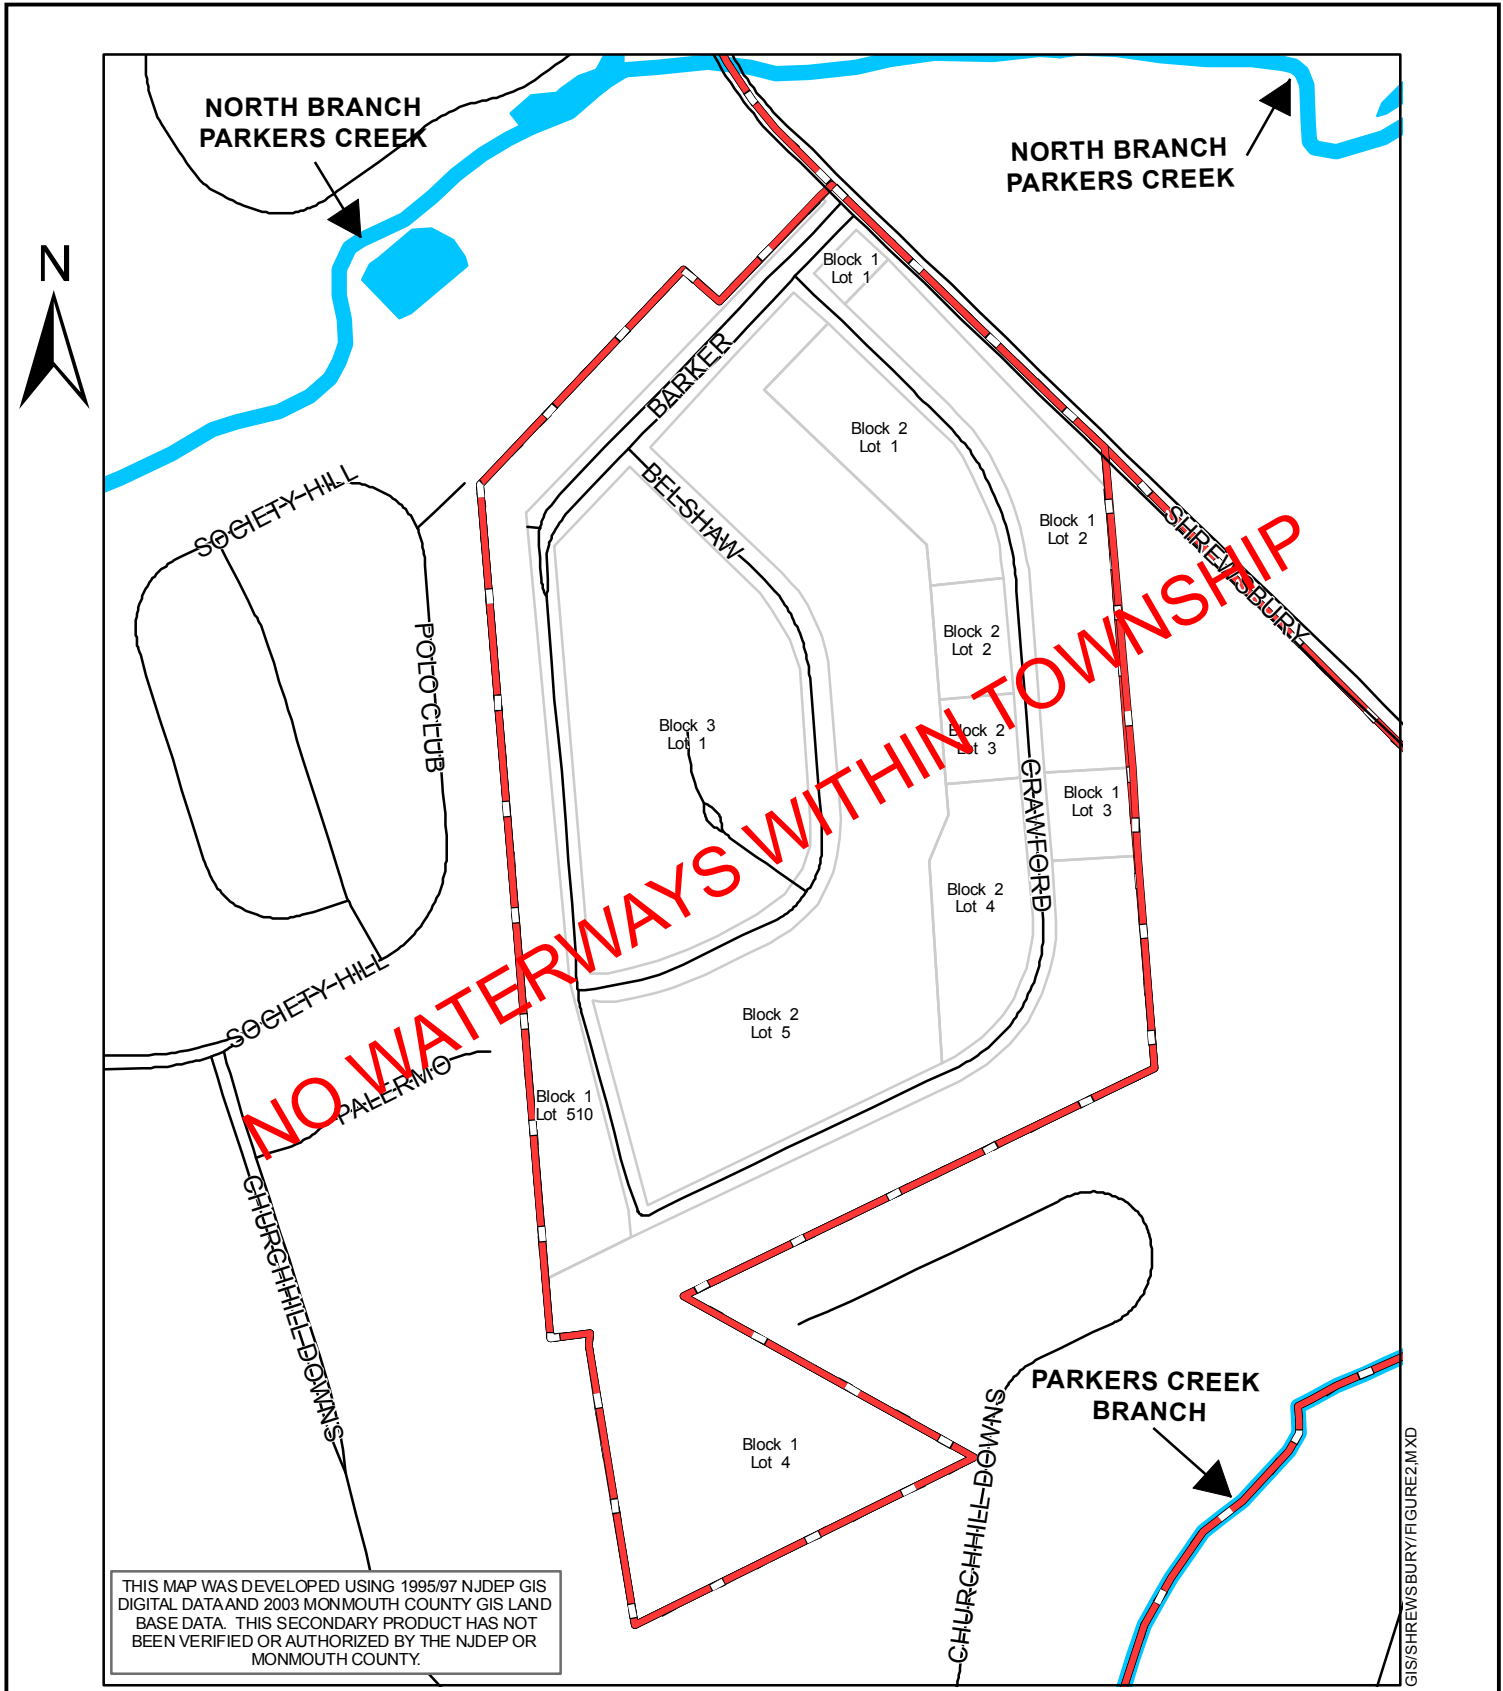 NORTH BRANCH
PARKERS CREEK
NORTH BRANCH
PARKERS CREEK
N
Block 1
Lot 1
BARKER
Block 2
Lot 1
BELSHAW
SOCIETY HILL
Block 1
Lot 2
SHREWSBURY
POLO CLUB
Block 2
Lot 2
Block 3
Lot 1
Block 2
Lot 3
CRAWFORD
Block 1
Lot 3
NO WATERWAYS WITHIN TOWNSHIP
Block 2
Lot 4
SOCIETY HILL
Block 2
Lot 5
PALERMO
Block 1
Lot 510
CHURCHHILL DOWNS
PARKERS CREEK
BRANCH
Block 1
Lot 4
CHURCHHILL DOWNS
THIS MAP WAS DEVELOPED USING 1995/97 NJDEP GIS
DIGITAL DATA AND 2003 MONMOUTH COUNTY GIS LAND
BASE DATA. THIS SECONDARY PRODUCT HAS NOT
BEEN VERIFIED OR AUTHORIZED BY THE NJDEP OR
MONMOUTH COUNTY.
GIS/SHREWSBURY/FIGURE2.MXD